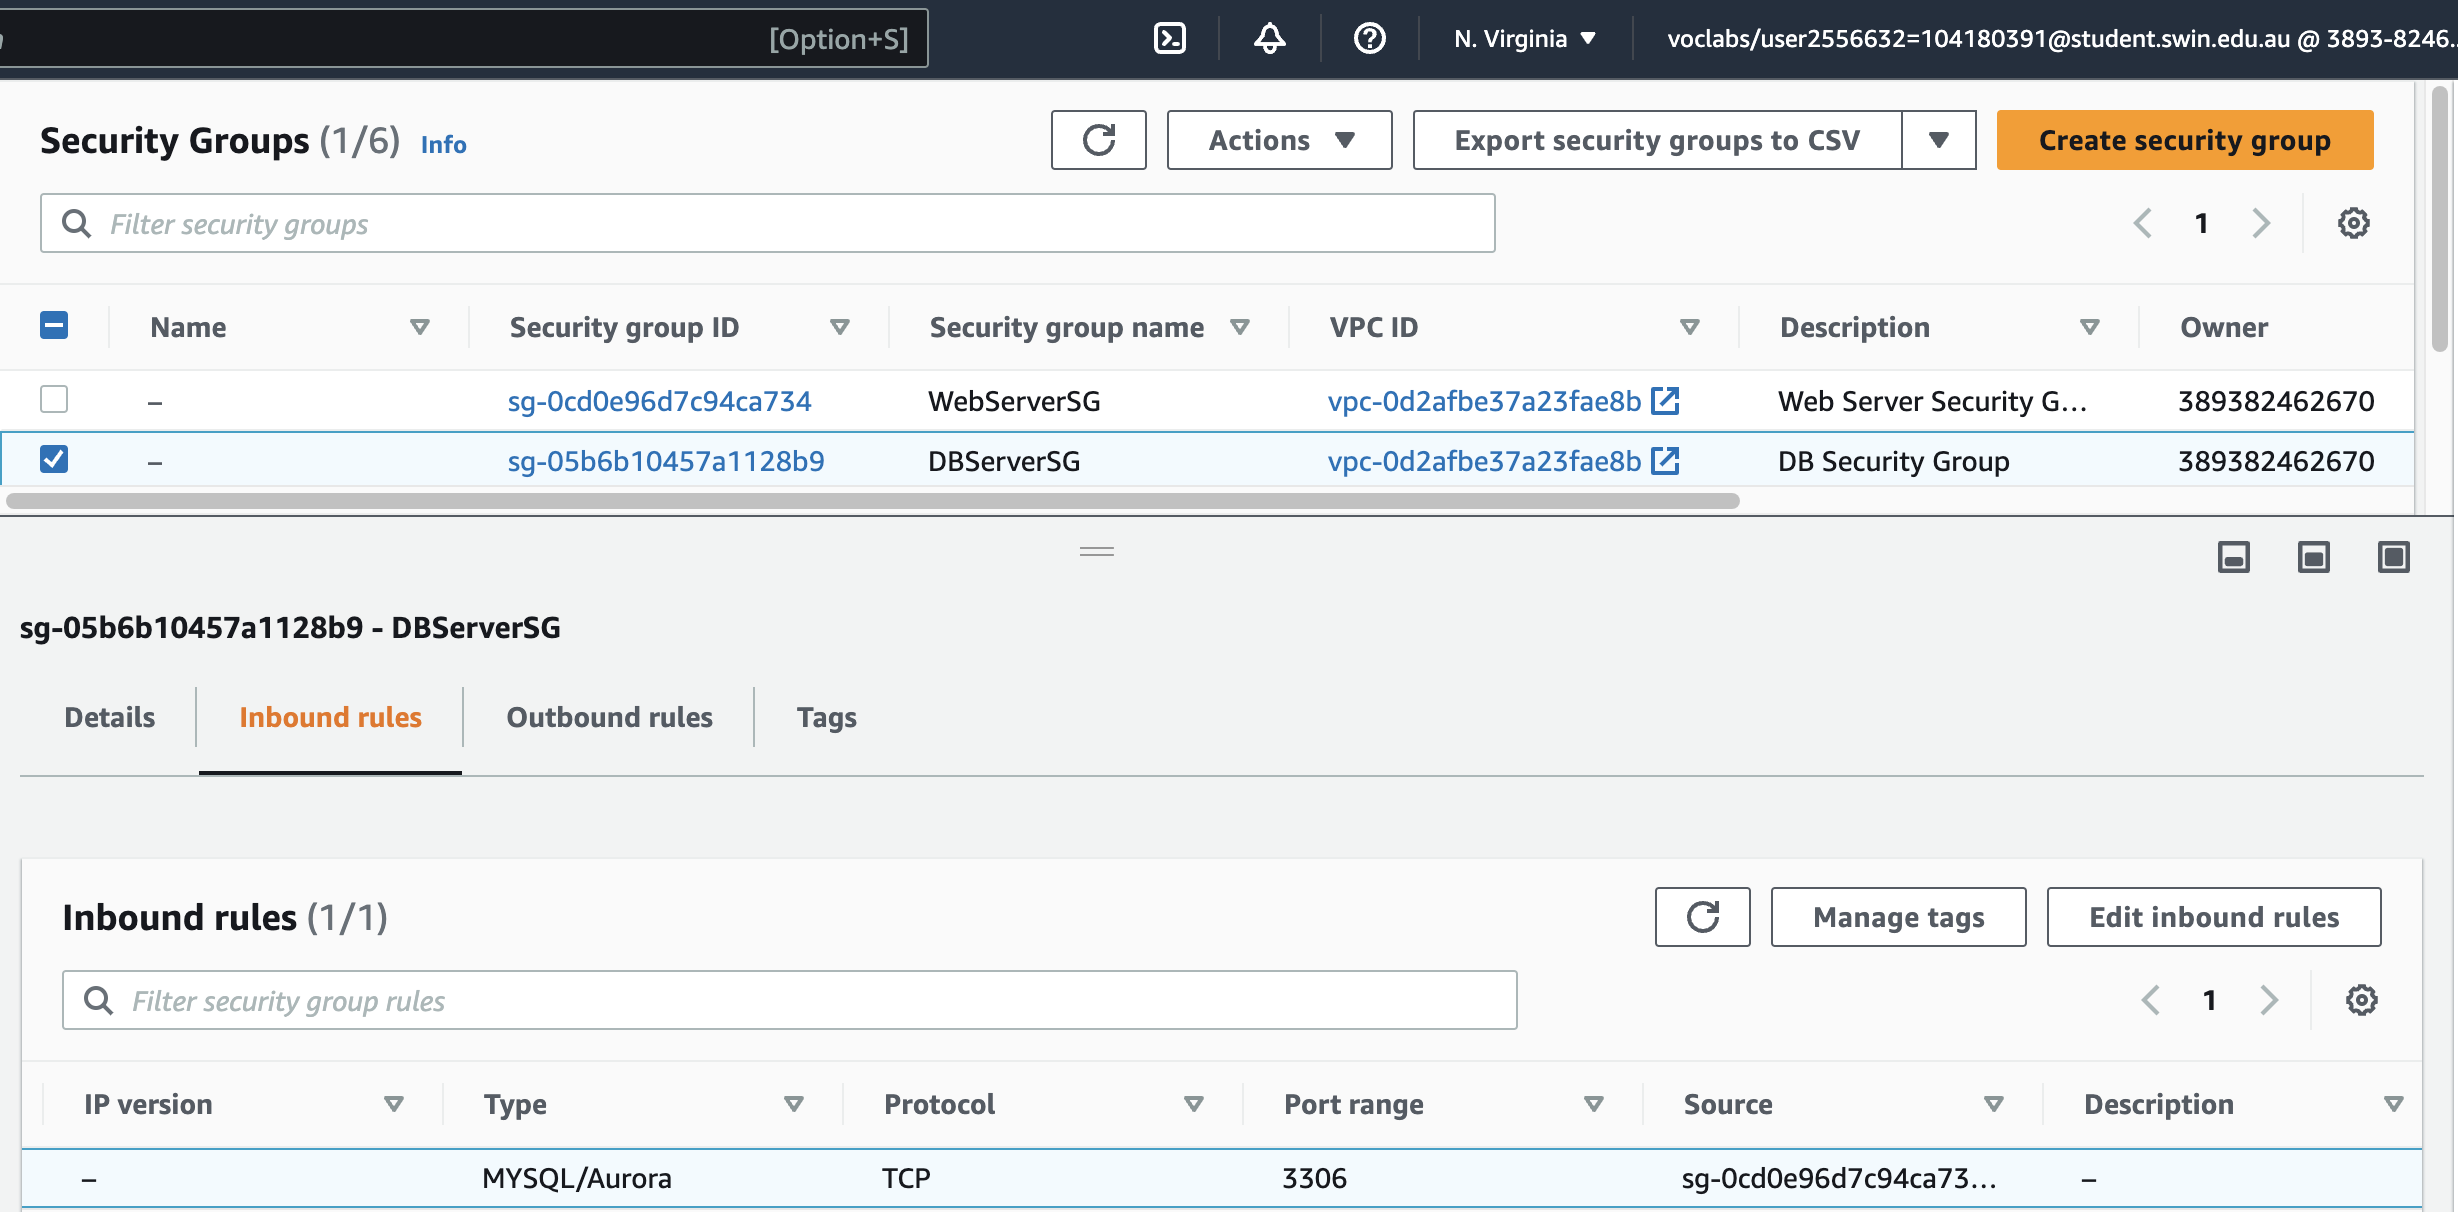 [Option+S] N. Virginia voclabs/user2556632=104180391@student.swin.edu.au @ 3893-8246...
Security Groups (1/6) Info Actions Export security groups to CSV Create security group
Filter security groups 1
Name Security group ID Security group name VPC ID Description Owner
– sg-0cd0e96d7c94ca734 WebServerSG vpc-0d2afbe37a23fae8b Web Server Security G... 389382462670
– sg-05b6b10457a1128b9 DBServerSG vpc-0d2afbe37a23fae8b DB Security Group 389382462670
sg-05b6b10457a1128b9 - DBServerSG
Details Inbound rules Outbound rules Tags
Inbound rules (1/1) Manage tags Edit inbound rules
Filter security group rules 1
IP version Type Protocol Port range Source Description
– MYSQL/Aurora TCP 3306 sg-0cd0e96d7c94ca73... –